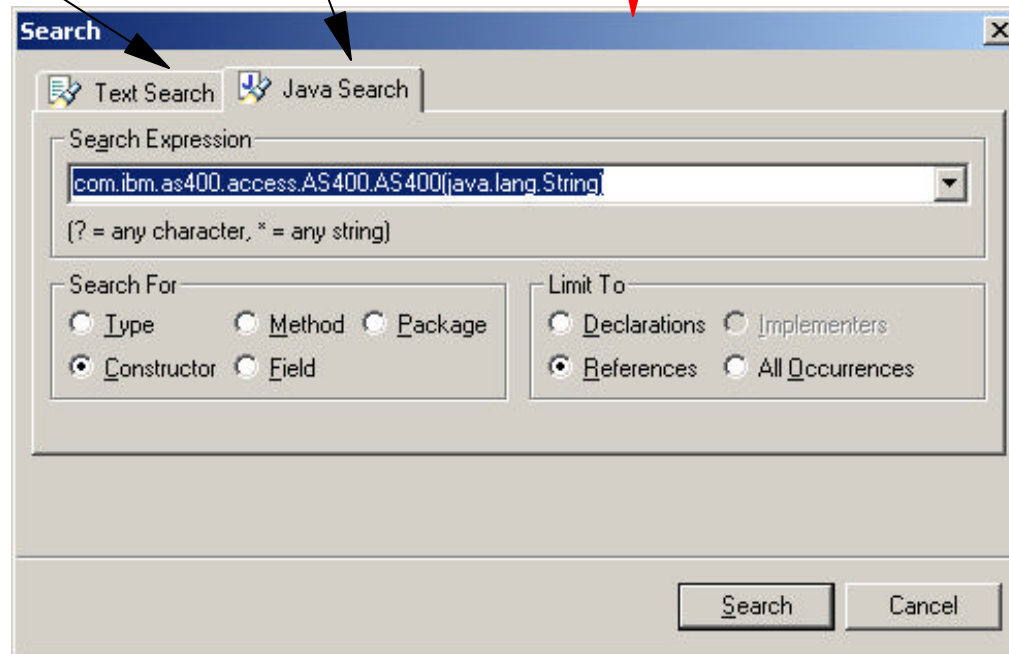 Search
Text Search Java Search
Search Expression
com.ibm.as400.access.AS400.AS400(java.lang.String)
(? = any character, * = any string)
Search For Limit To
Type Method Package Declarations Implementers
Constructor Field References All Occurrences
Search Cancel